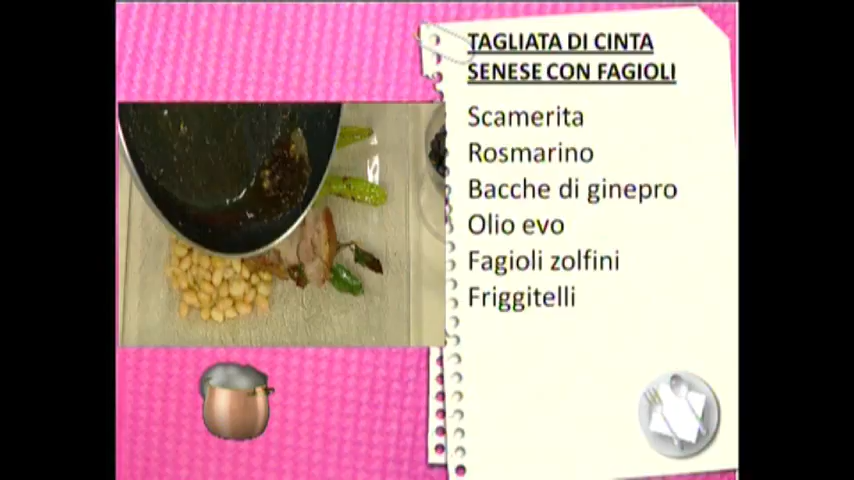 TAGLIATA DI CINTA
SENESE CON FAGIOLI
Scamerita
Rosmarino
Bacche di ginepro
Olio evo
Fagioli zolfini
Friggitelli